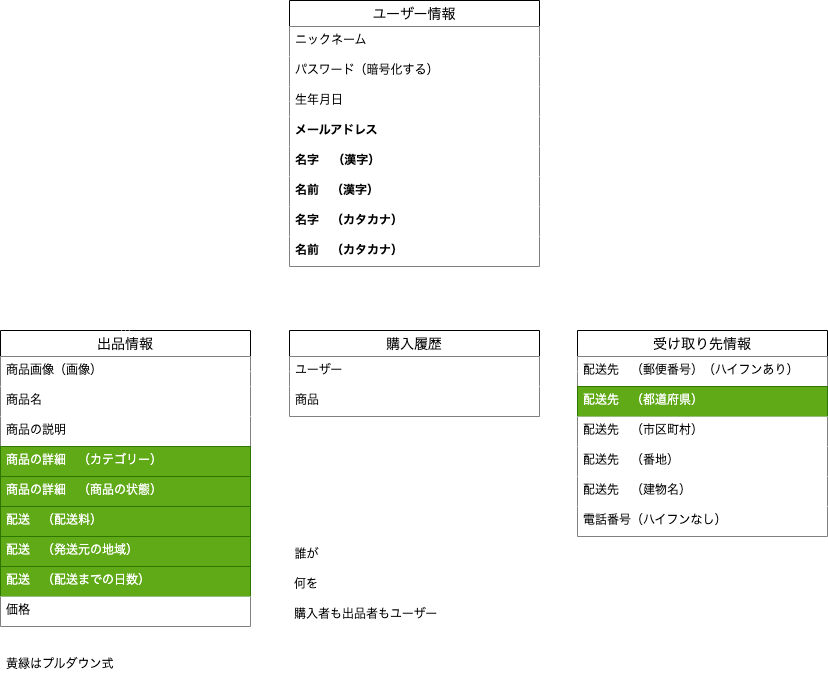 ユーザー情報
ニックネーム
パスワード（暗号化する）
生年月日
メールアドレス
名字　（漢字）
名前　（漢字）
名字　（カタカナ）
名前　（カタカナ）
出品情報
商品画像（画像）
商品名
商品の説明
商品の詳細　（カテゴリー）
商品の詳細　（商品の状態）
配送　（配送料）
配送　（発送元の地域）
配送　（配送までの日数）
価格
黄緑はプルダウン式
購入履歴
ユーザー
商品
誰が
何を
購入者も出品者もユーザー
受け取り先情報
配送先　（郵便番号）（ハイフンあり）
配送先　（都道府県）
配送先　（市区町村）
配送先　（番地）
配送先　（建物名）
電話番号（ハイフンなし）